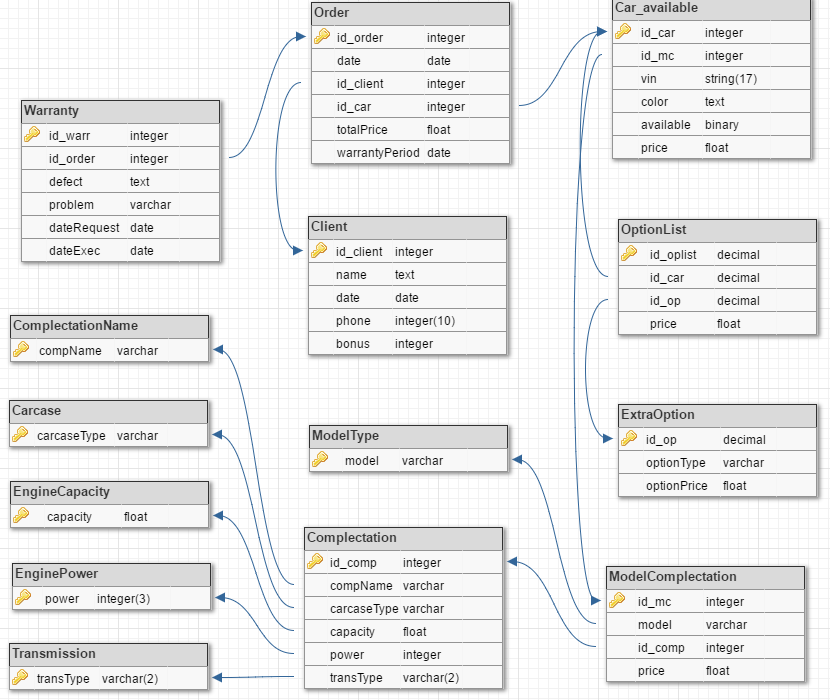 Order
id_order integer
date date
id_client integer
id_car integer
totalPrice float
warrantyPeriod date
Car_available
id_car integer
id_mc integer
vin string(17)
color text
available binary
price float
Warranty
id_warr integer
id_order integer
defect text
problem varchar
dateRequest date
dateExec date
Client
id_client integer
name text
date date
phone integer(10)
bonus integer
OptionList
id_oplist decimal
id_car decimal
id_op decimal
price float
ComplectationName
compName varchar
Carcase
carcaseType varchar
ModelType
model varchar
ExtraOption
id_op decimal
optionType varchar
optionPrice float
EngineCapacity
capacity float
EnginePower
power integer(3)
Transmission
transType varchar(2)
Complectation
id_comp integer
compName varchar
carcaseType varchar
capacity float
power integer
transType varchar(2)
ModelComplectation
id_mc integer
model varchar
id_comp integer
price float